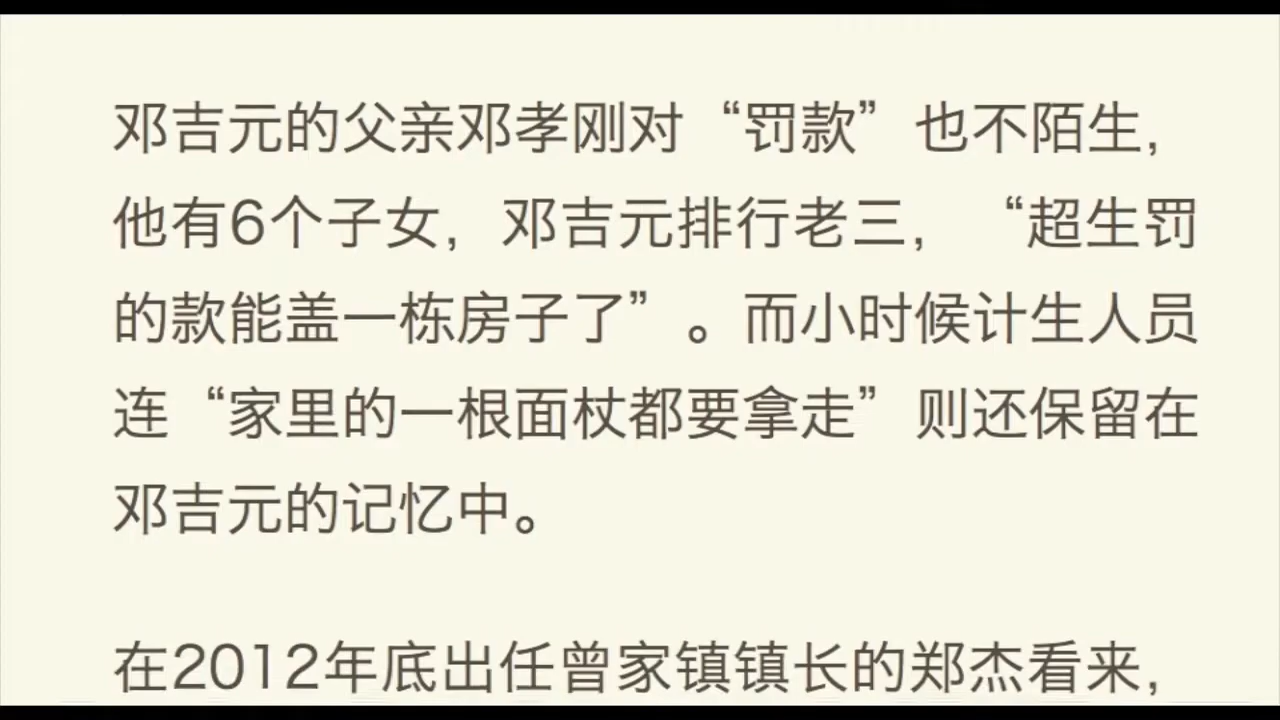 邓吉元的父亲邓孝刚对“罚款”也不陌生，
他有6个子女，邓吉元排行老三，“超生罚
的款能盖一栋房子了”。而小时候计生人员
连“家里的一根面杖都要拿走”则还保留在
邓吉元的记忆中。
在2012年底出任曾家镇镇长的郑杰看来，